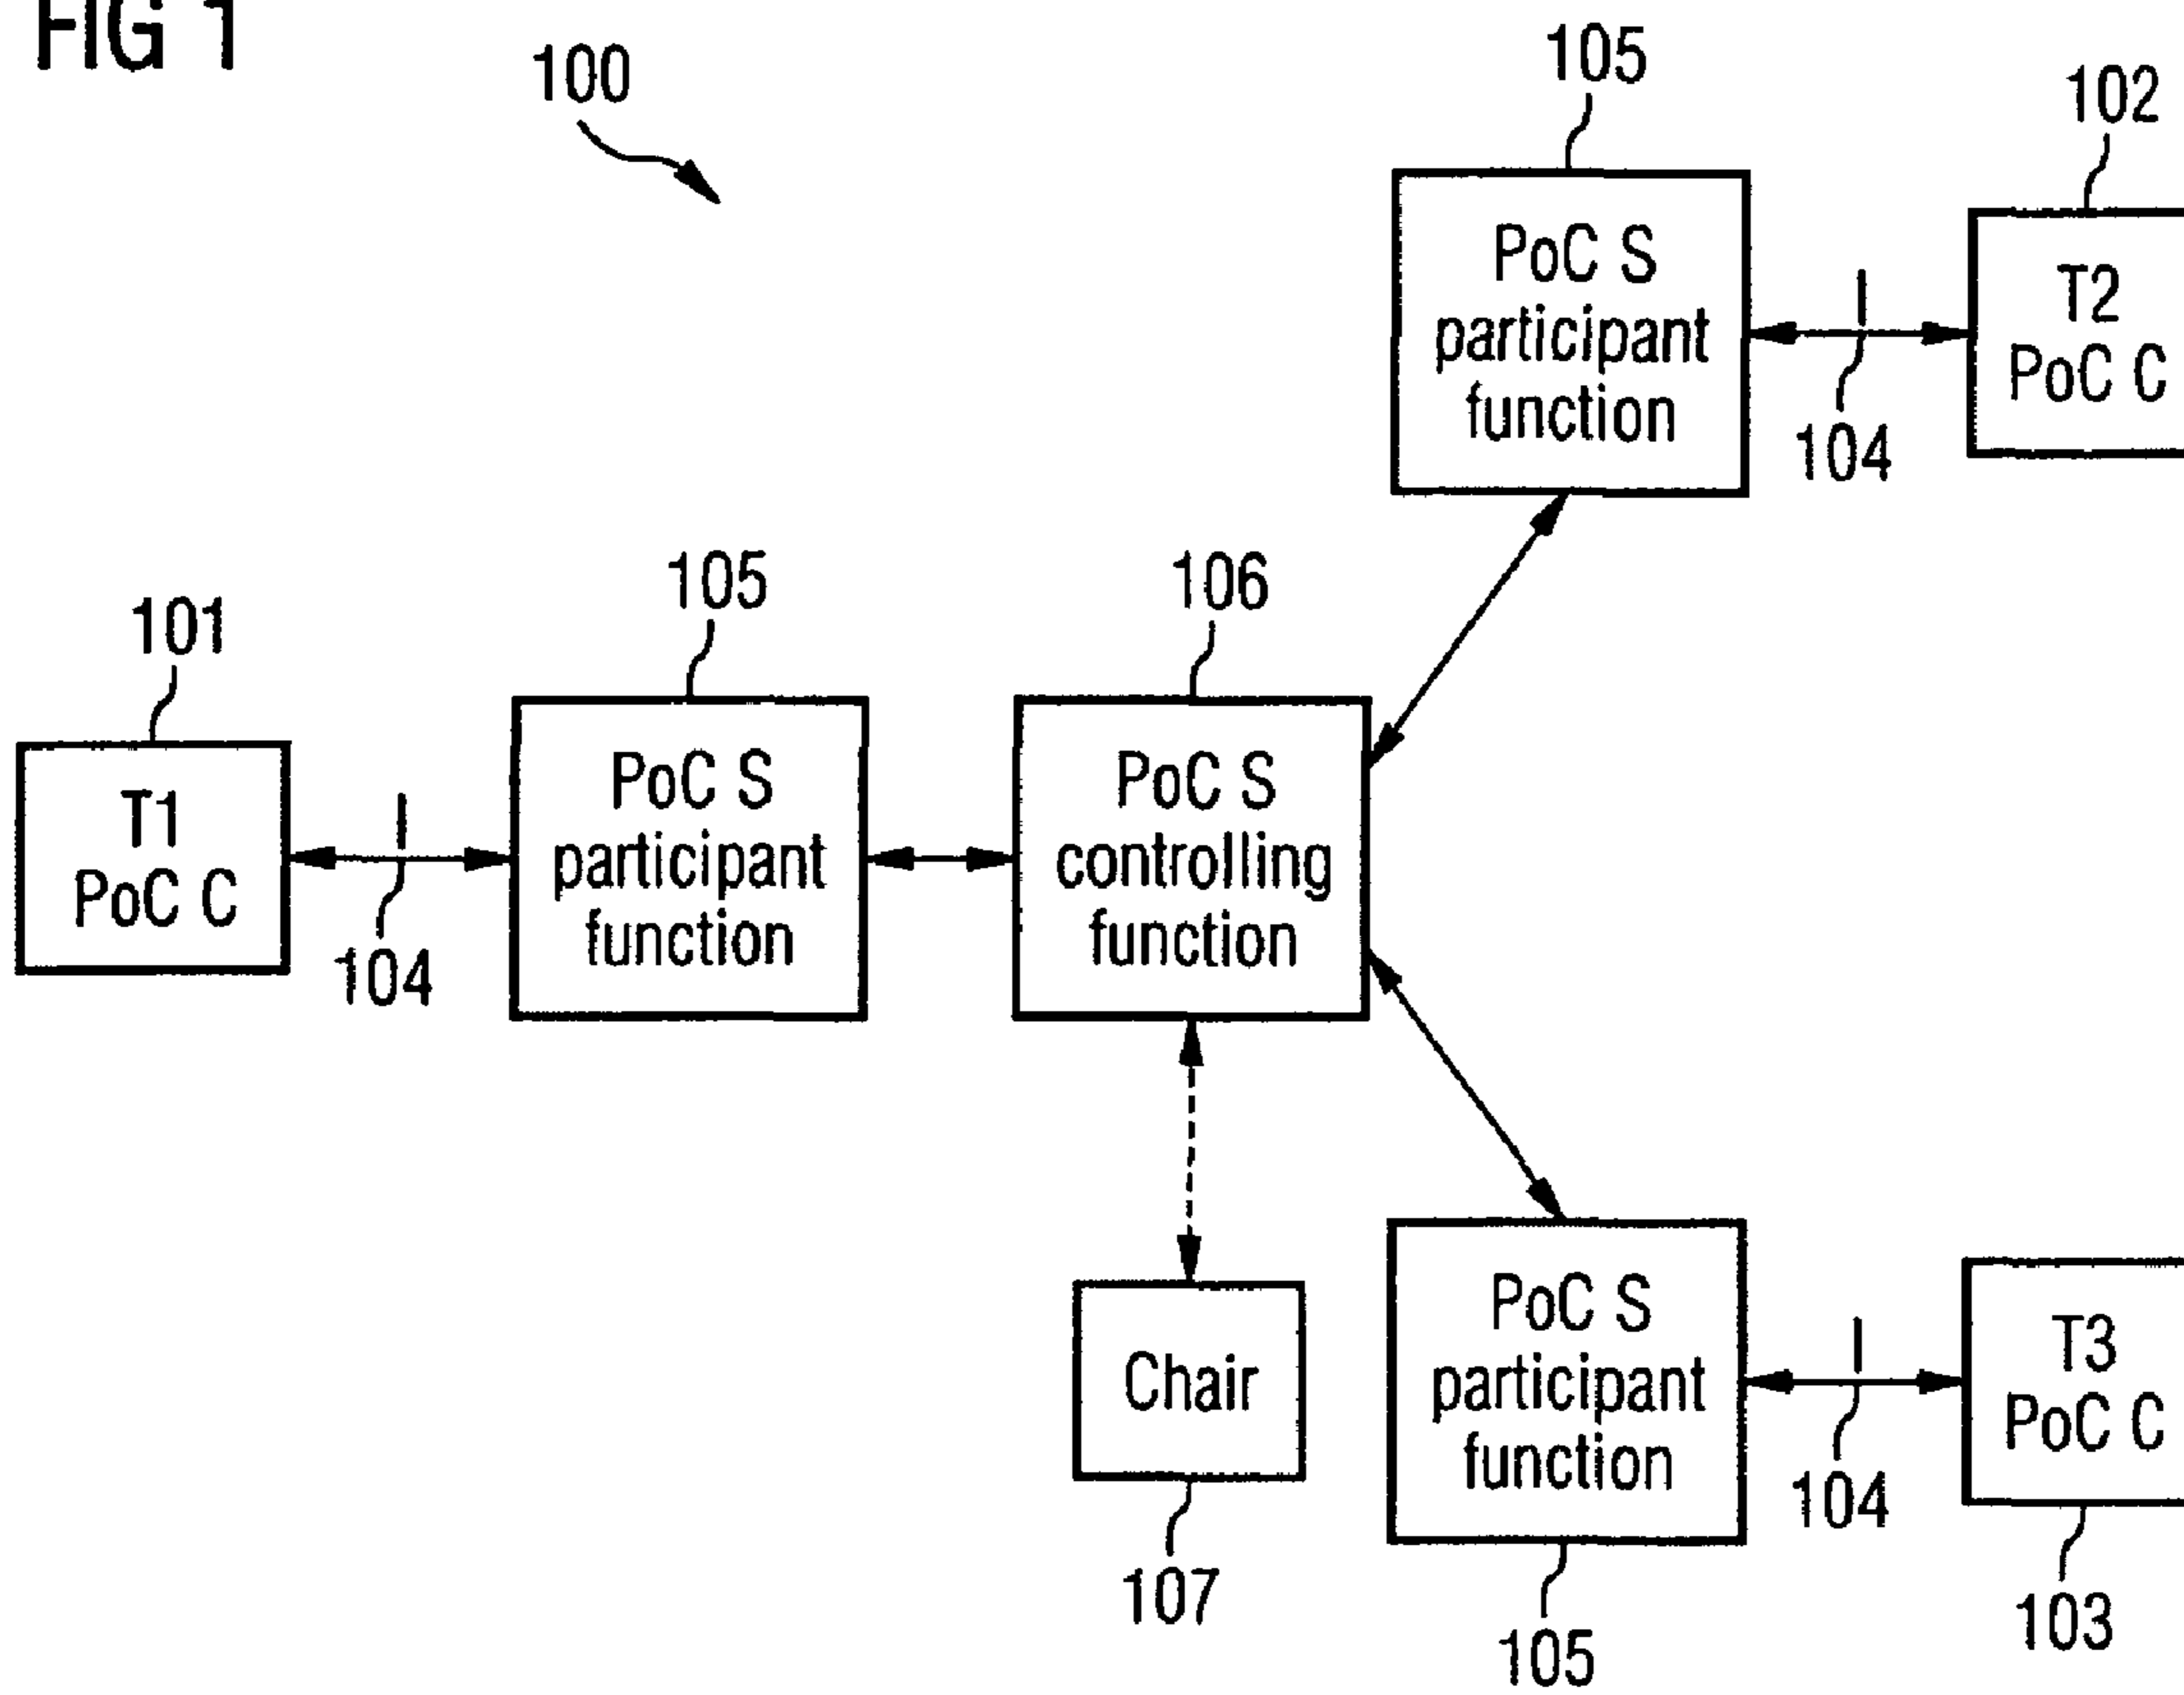 FIG 1
100
105
102
PoC S
participant
function
T2
PoC C
104
101
105
106
T1
PoC C
104
PoC S
participant
function
PoC S
controlling
function
Chair
107
PoC S
participant
function
105
104
T3
PoC C
103